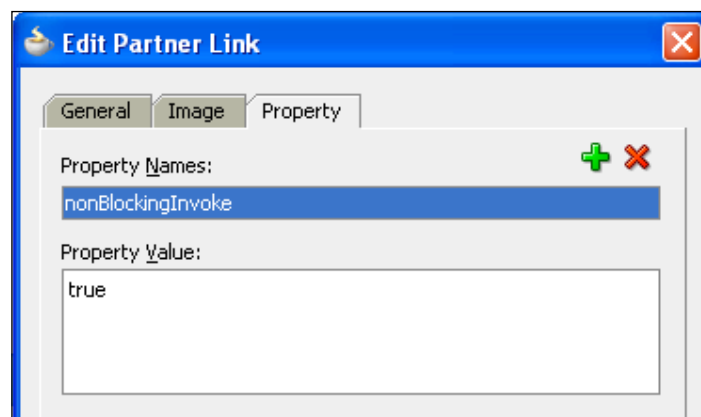 Edit Partner Link
General Image Property
Property Names:
nonBlockingInvoke
Property Value:
true